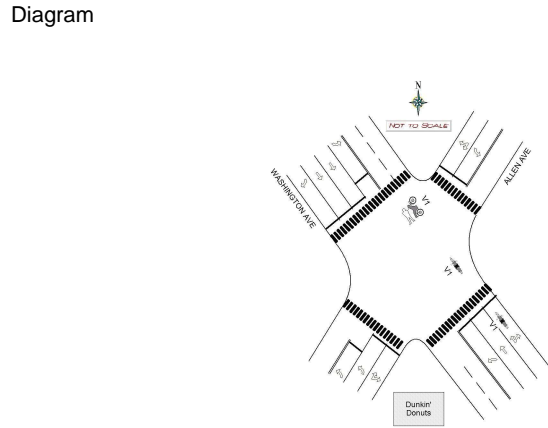 Diagram
N
NOT TO SCALE
WASHINGTON AVE
ALLEN AVE
V1
V1
V1
Dunkin'
Donuts